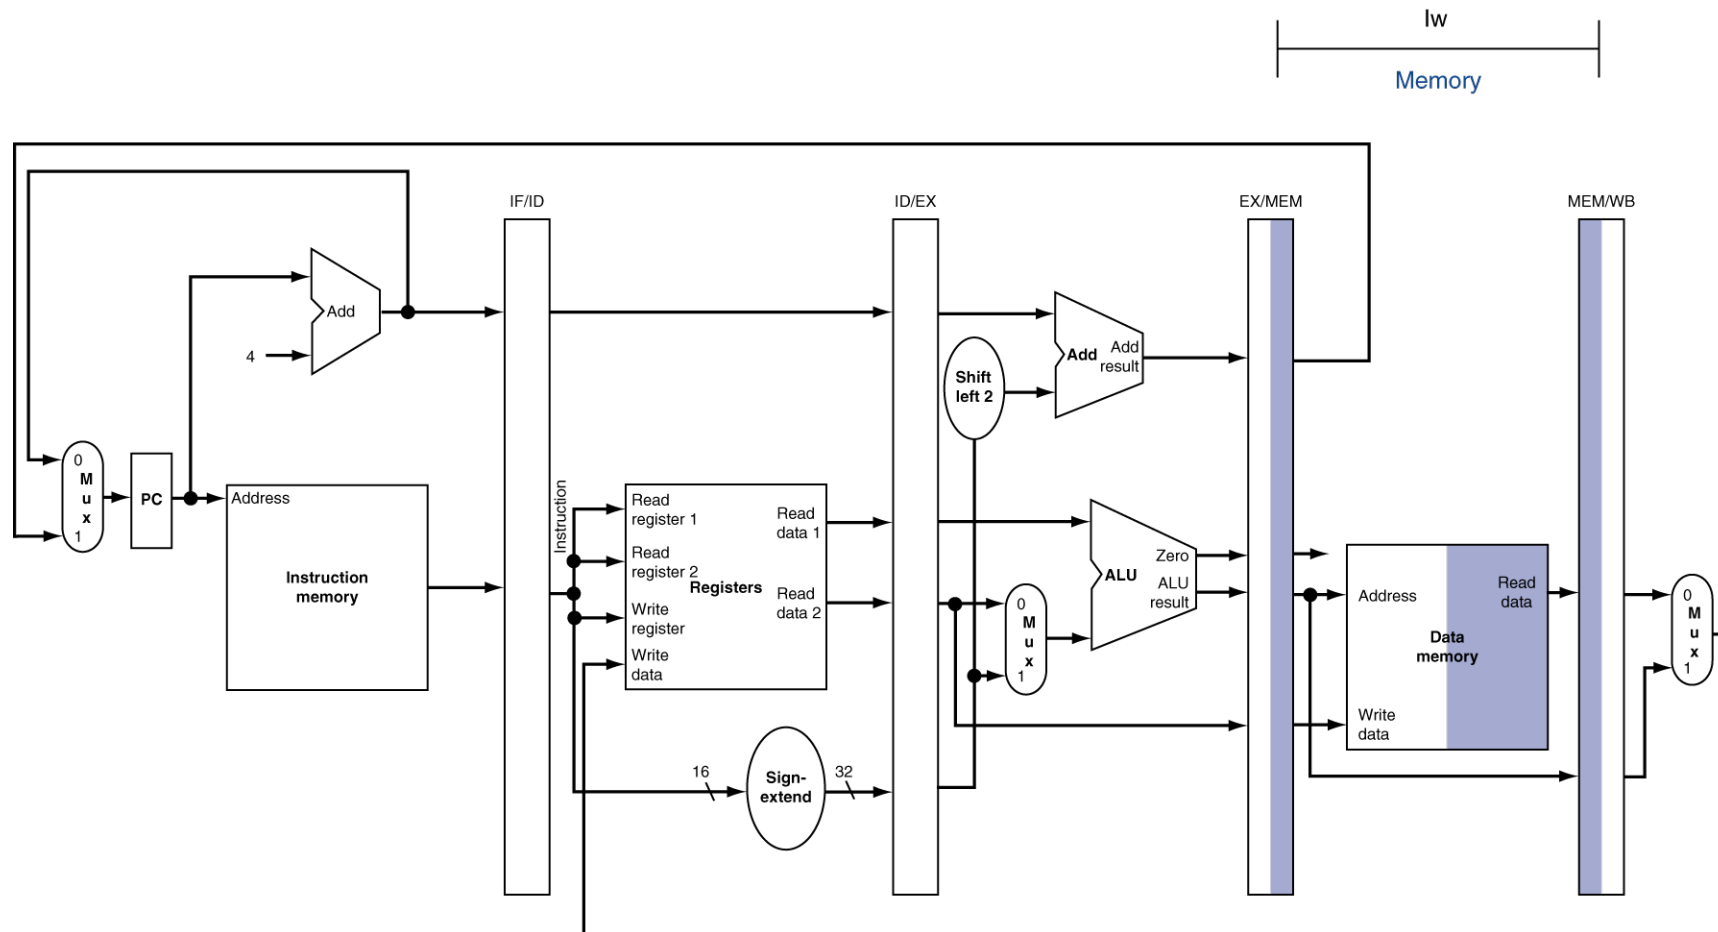 lw
Memory
IF/ID
ID/EX
EX/MEM
MEM/WB
Add
4
Shift
left 2
Add
Add
result
0
M
u
x
1
PC
Address
Instruction
memory
Instruction
Read
register 1
Read
register 2
Write
register
Write
data
Registers
Read
data 1
Read
data 2
16
Sign-
extend
32
0
M
u
x
1
ALU
Zero
ALU
result
Address
Write
data
Data
memory
Read
data
0
M
u
x
1